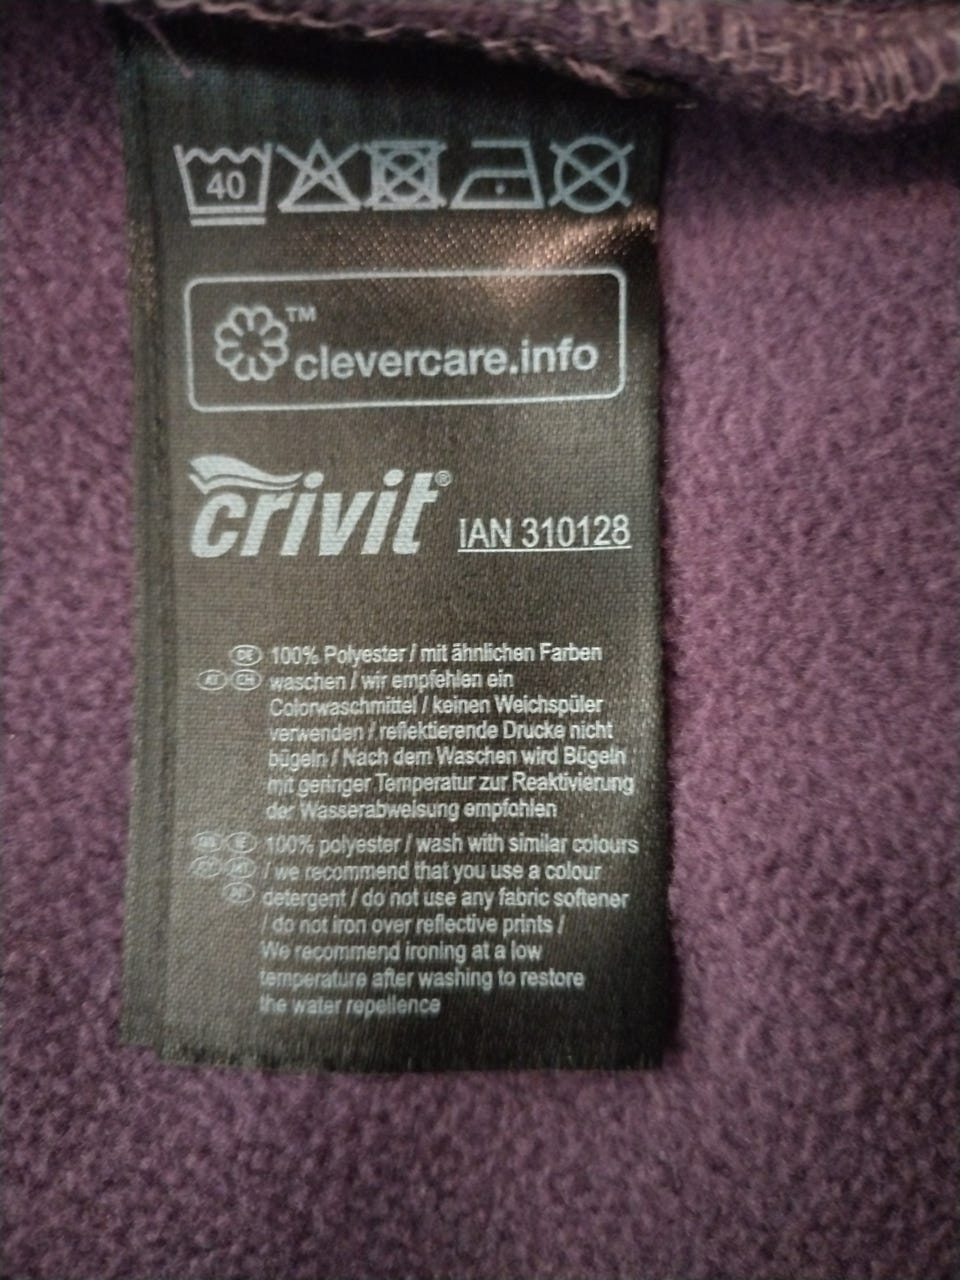 40
™
clevercare.info
crivit® IAN 310128
DE 100% Polyester / mit ähnlichen Farben
AT CH waschen / wir empfehlen ein
Colorwaschmittel / keinen Weichspüler
verwenden / reflektierende Drucke nicht
bügeln / Nach dem Waschen wird Bügeln
mit geringer Temperatur zur Reaktivierung
der Wasserabweisung empfohlen
100% polyester / wash with similar colours
/ we recommend that you use a colour
detergent / do not use any fabric softener
/ do not iron over reflective prints /
We recommend ironing at a low
temperature after washing to restore
the water repellence